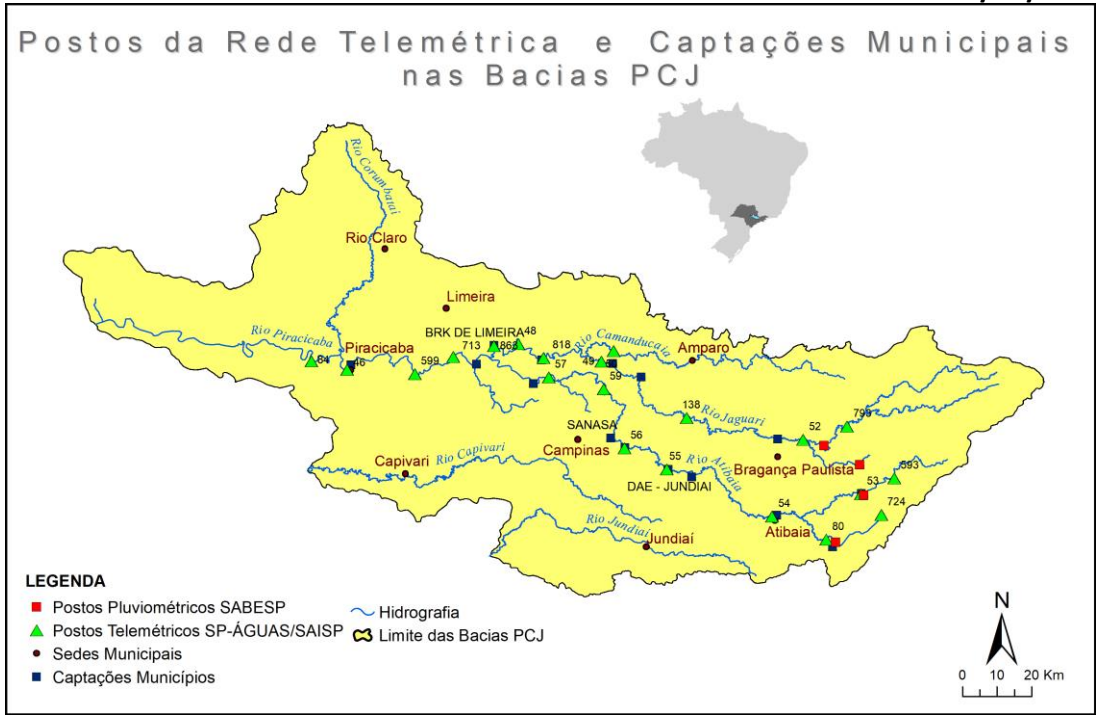 Postos da Rede Telemétrica e Captações Municipais
nas Bacias PCJ
Rio Corumbataí
Rio Claro
Limeira
BRK DE LIMEIRA
48
713
868
818
Rio Camanducaia
Rio Piracicaba
Piracicaba
Amparo
84
46
599
57
49
59
138
Rio Jaguari
52
799
SANASA
Campinas
56
Rio Capivari
Capivari
55
Rio Atibaia
Bragança Paulista
593
53
DAE - JUNDIAI
724
54
Atibaia
80
Rio Jundiaí
Jundiaí
LEGENDA
Postos Pluviométricos SABESP
Postos Telemétricos SP-ÁGUAS/SAISP
Sedes Municipais
Captações Municípios
Hidrografia
Limite das Bacias PCJ
N
0 10 20 Km